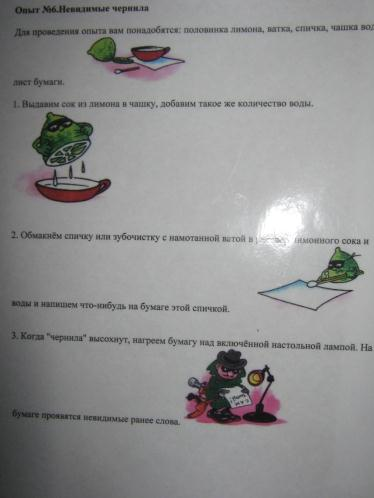 Опыт №6.Невидимые чернила
Для проведения опыта вам понадобятся: половинка лимона, ватка, спичка, чашка вод
лист бумаги.
1. Выдавим сок из лимона в чашку, добавим такое же количество воды.
2. Обмакнём спичку или зубочистку с намотанной ватой в лимонного сока и
воды и напишем что-нибудь на бумаге этой спичкой.
3. Когда "чернила" высохнут, нагреем бумагу над включённой настольной лампой. На
бумаге проявятся невидимые ранее слова.